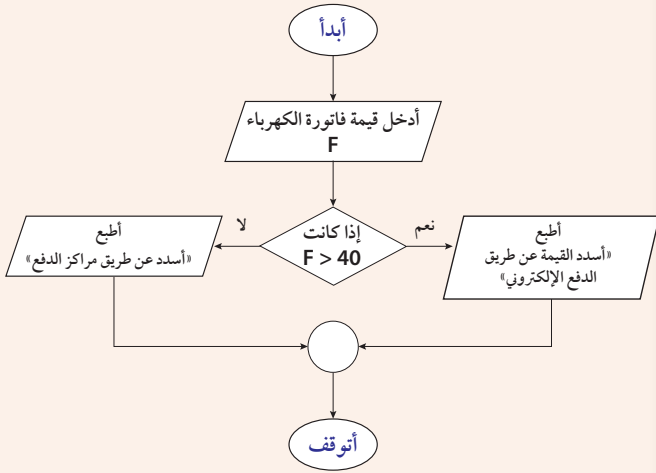 أبدأ
أدخل قيمة فاتورة الكهرباء
F
إذا كانت
F > 40
نعم
لا
أطبع
«أسدد القيمة عن طريق
الدفع الإلكتروني»
أطبع
«أسدد عن طريق مراكز الدفع»
أتوقف